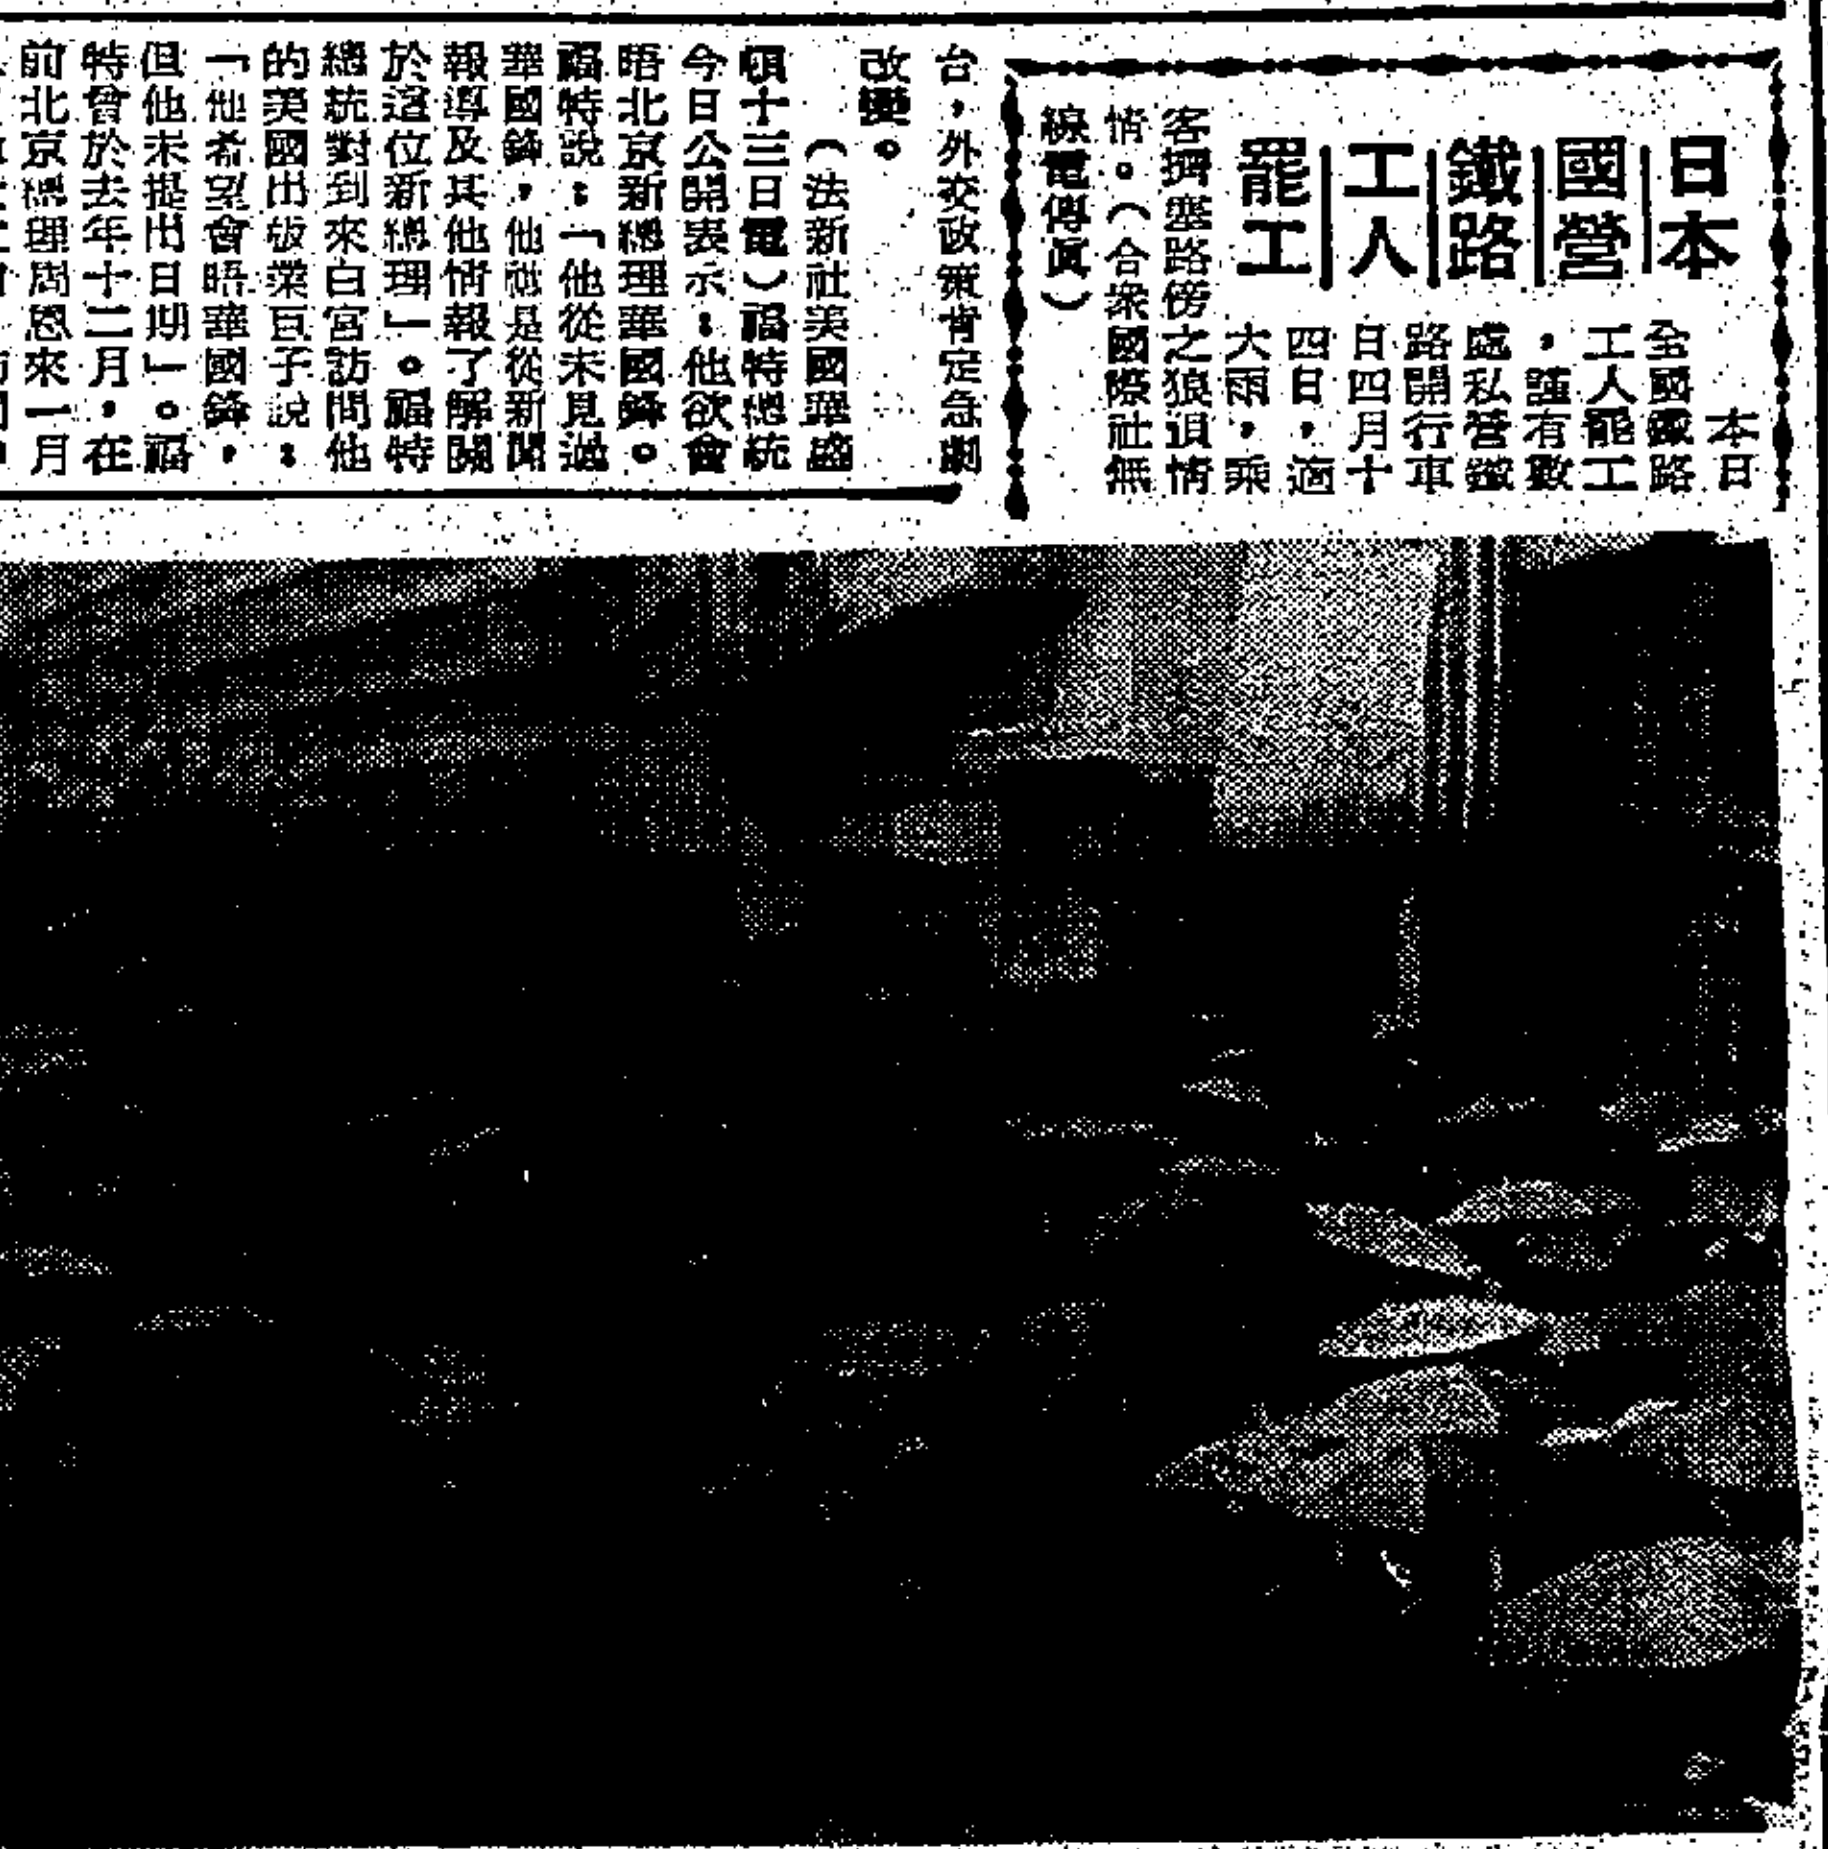 日本
國營
鐵路
工人
罷工
本日
全國鐵路
工人罷工
，謹有數
處私營鐵
路開行車
日四月十
四日，適
大雨，乘
客擠塞路傍之狼狽情
情。（合衆國際社無
線電傳眞）
台，外交政策肯定急劇
改變。
（法新社美國華盛
頓十三日電）福特總統
今日公開表示：他欲會
晤北京新總理華國鋒。
福特說：「他從未見過
華國鋒，他祗是從新聞
報導及其他情報了解關
於這位新總理」。福特
總統對到來白宮訪問他
的美國出版業巨子說：
「他希望會晤華國鋒，
但他未提出日期」。福
特曾於去年十二月，在
前北京總理周恩來一月